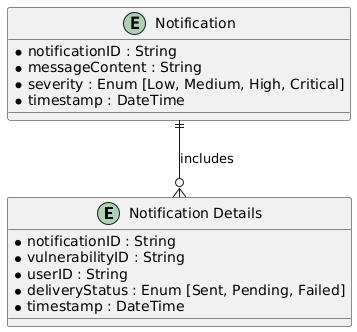 E Notification
notificationID : String
messageContent : String
severity : Enum [Low, Medium, High, Critical]
timestamp : DateTime
includes
E Notification Details
notificationID : String
vulnerabilityID : String
userID : String
deliveryStatus : Enum [Sent, Pending, Failed]
timestamp : DateTime